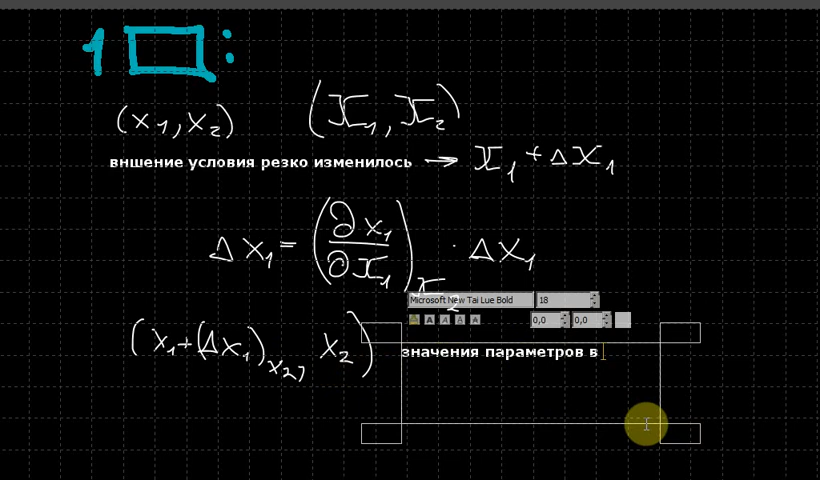 1 :
(x1, x2) (X1, X2)
вншение условия резко изменилось → X1 + ΔX1
Δx1 = (∂x1/∂X1)X2 · ΔX1
Microsoft New Tai Lue Bold 18
A A A A A 0,0 0,0
(x1 + (Δx1)X2, x2) значения параметров в